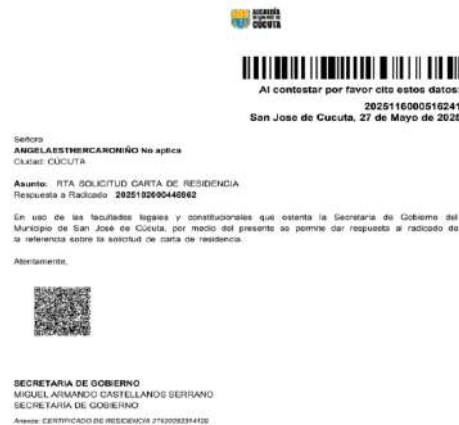 ALCALDÍA
CÚCUTA
Al contestar por favor cite estos datos:
2025116000516241
San Jose de Cucuta, 27 de Mayo de 2025
Señora
ANGELAESTHERCARONIÑO No aplica
Ciudad: CÚCUTA
Asunto: RTA SOLICITUD CARTA DE RESIDENCIA
Respuesta a Radicado
En uso de las facultades legales y constitucionales que ostenta la Secretaria de Gobierno del
Municipio de San José de Cúcuta, por medio del presente se permite dar respuesta al radicado de
la referencia sobre la solicitud de carta de residencia.
Atentamente,
SECRETARIA DE GOBIERNO
MIGUEL ARMANDO CASTELLANOS SERRANO
SECRETARÍA DE GOBIERNO
Anexos: CERTIFICADO DE RESIDENCIA